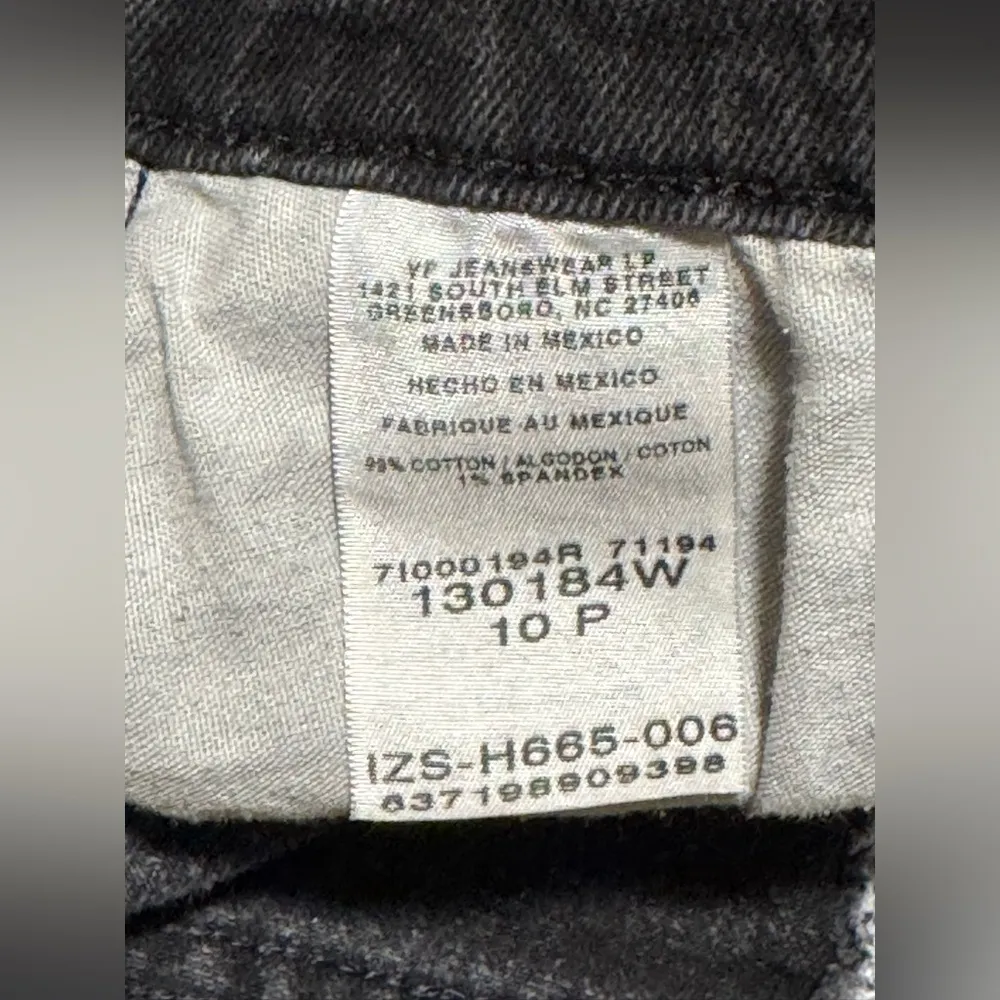 VF JEANSWEAR LP
1421 SOUTH ELM STREET
GREENSBORO, NC 27406
MADE IN MEXICO
HECHO EN MEXICO
FABRIQUE AU MEXIQUE
99% COTTON / ALGODON / COTON
1% SPANDEX
71000194R 71194
130184W
10 P
IZS-H665-006
637198909398